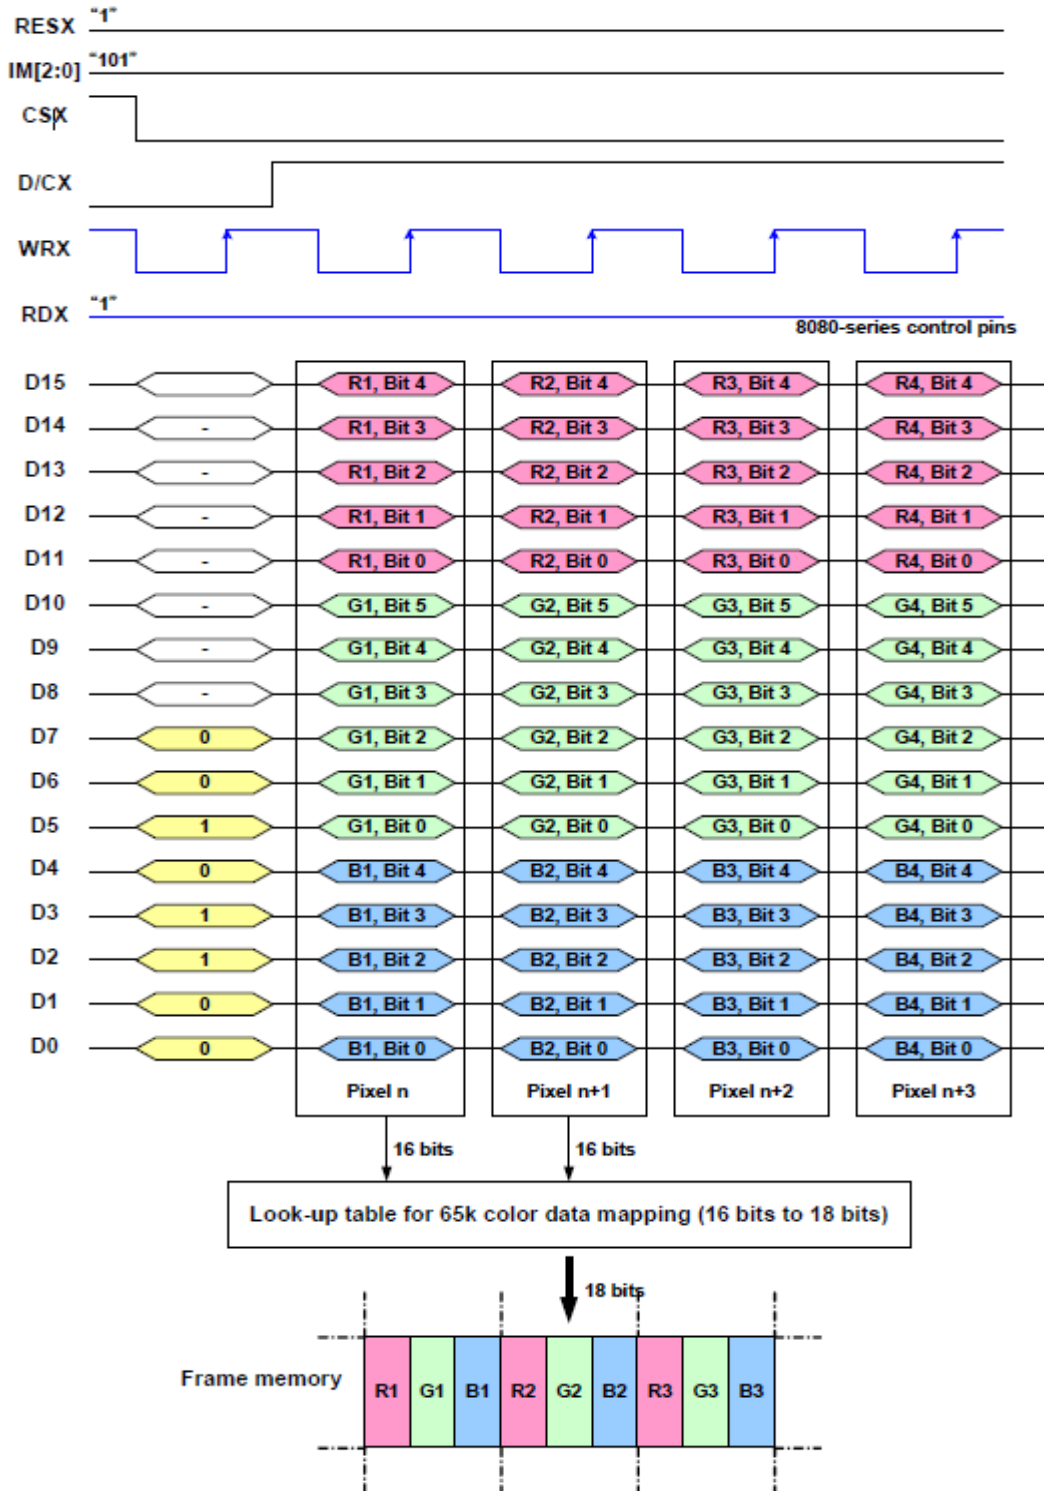 RESX "1"
IM[2:0] "101"
CSX
D/CX
WRX
RDX "1"
8080-series control pins
D15 R1, Bit 4 R2, Bit 4 R3, Bit 4 R4, Bit 4
D14 - R1, Bit 3 R2, Bit 3 R3, Bit 3 R4, Bit 3
D13 - R1, Bit 2 R2, Bit 2 R3, Bit 2 R4, Bit 2
D12 - R1, Bit 1 R2, Bit 1 R3, Bit 1 R4, Bit 1
D11 - R1, Bit 0 R2, Bit 0 R3, Bit 0 R4, Bit 0
D10 - G1, Bit 5 G2, Bit 5 G3, Bit 5 G4, Bit 5
D9 - G1, Bit 4 G2, Bit 4 G3, Bit 4 G4, Bit 4
D8 - G1, Bit 3 G2, Bit 3 G3, Bit 3 G4, Bit 3
D7 0 G1, Bit 2 G2, Bit 2 G3, Bit 2 G4, Bit 2
D6 0 G1, Bit 1 G2, Bit 1 G3, Bit 1 G4, Bit 1
D5 1 G1, Bit 0 G2, Bit 0 G3, Bit 0 G4, Bit 0
D4 0 B1, Bit 4 B2, Bit 4 B3, Bit 4 B4, Bit 4
D3 1 B1, Bit 3 B2, Bit 3 B3, Bit 3 B4, Bit 3
D2 1 B1, Bit 2 B2, Bit 2 B3, Bit 2 B4, Bit 2
D1 0 B1, Bit 1 B2, Bit 1 B3, Bit 1 B4, Bit 1
D0 0 B1, Bit 0 B2, Bit 0 B3, Bit 0 B4, Bit 0
Pixel n Pixel n+1 Pixel n+2 Pixel n+3
16 bits 16 bits
Look-up table for 65k color data mapping (16 bits to 18 bits)
18 bits
Frame memory R1 G1 B1 R2 G2 B2 R3 G3 B3